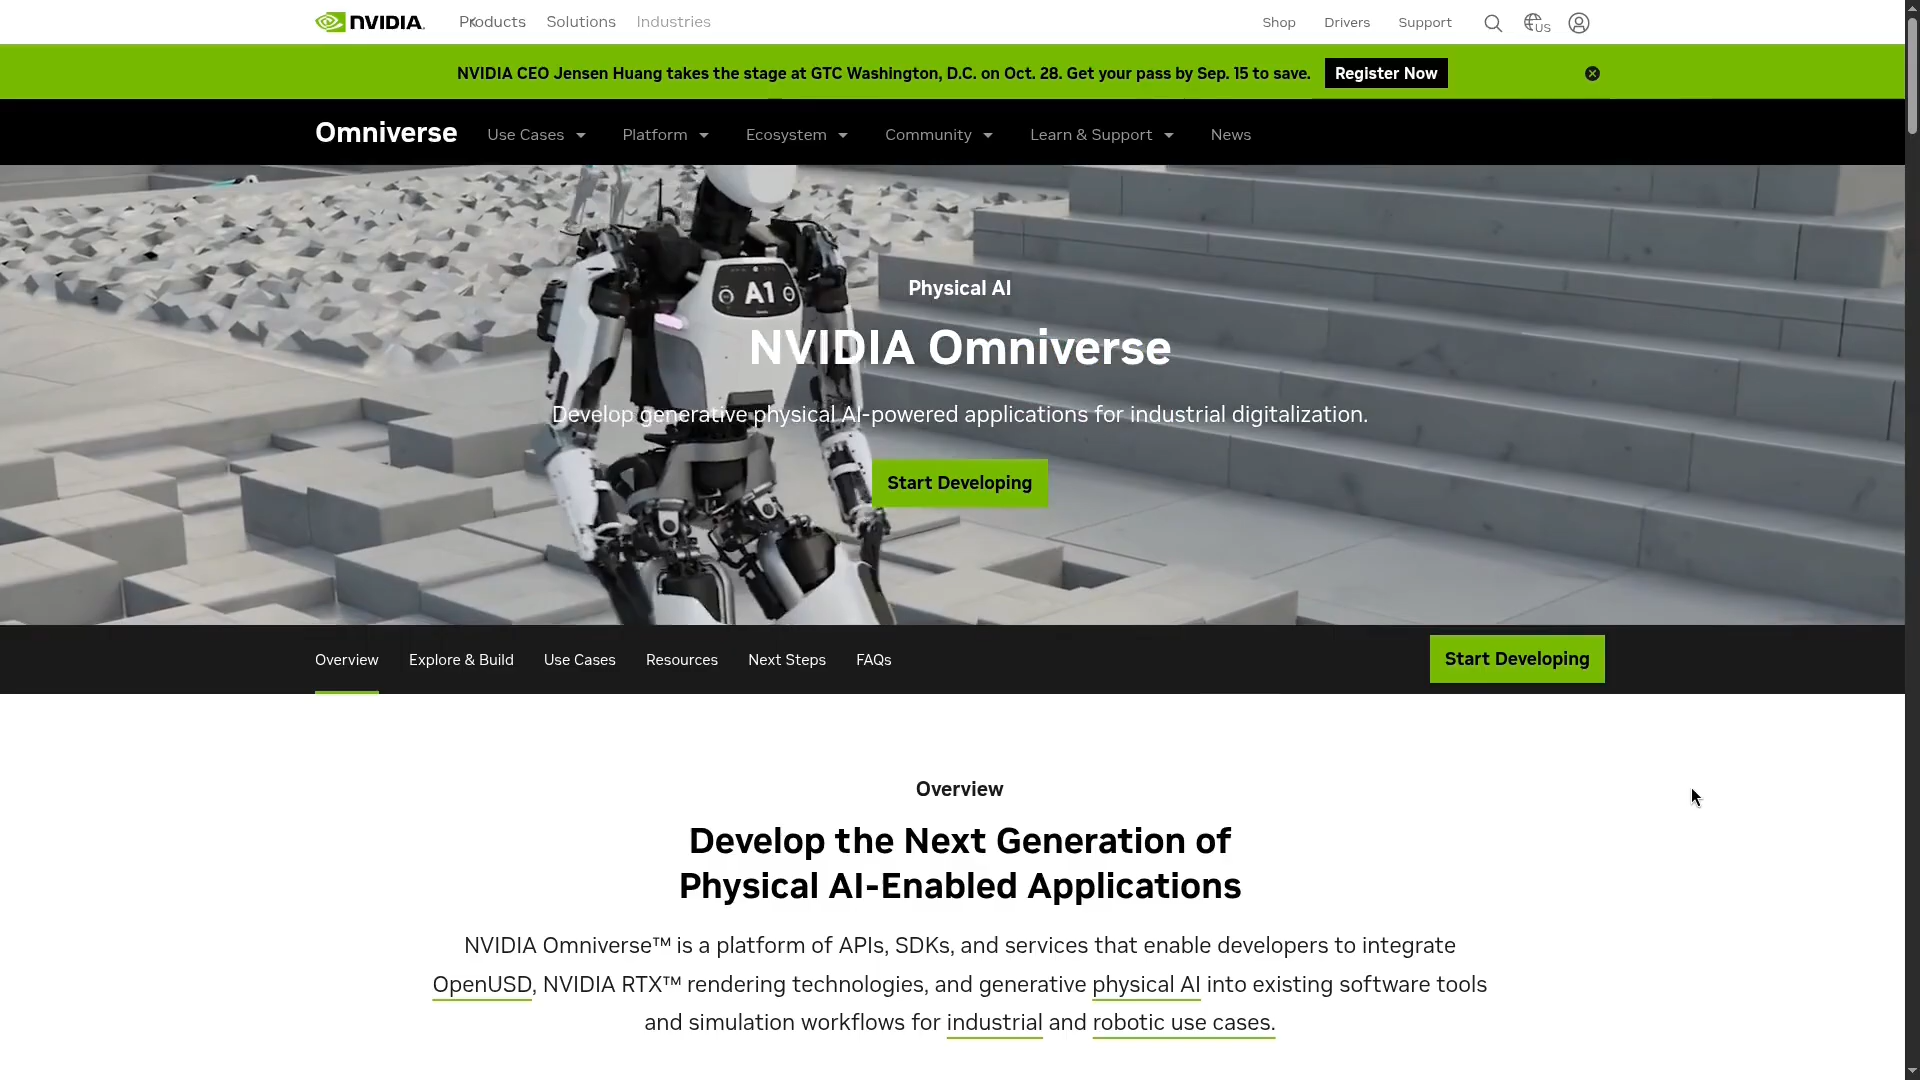 NVIDIA.
Products
Solutions
Industries
Shop
Drivers
Support
US
NVIDIA CEO Jensen Huang takes the stage at GTC Washington, D.C. on Oct. 28. Get your pass by Sep. 15 to save.
Register Now
Omniverse
Use Cases
Platform
Ecosystem
Community
Learn & Support
News
A1
Physical AI
NVIDIA Omniverse
Develop generative physical AI-powered applications for industrial digitalization.
Start Developing
Overview
Explore & Build
Use Cases
Resources
Next Steps
FAQs
Start Developing
Overview
Develop the Next Generation of
Physical AI-Enabled Applications
NVIDIA Omniverse™ is a platform of APIs, SDKs, and services that enable developers to integrate
OpenUSD, NVIDIA RTX™ rendering technologies, and generative physical AI into existing software tools
and simulation workflows for industrial and robotic use cases.